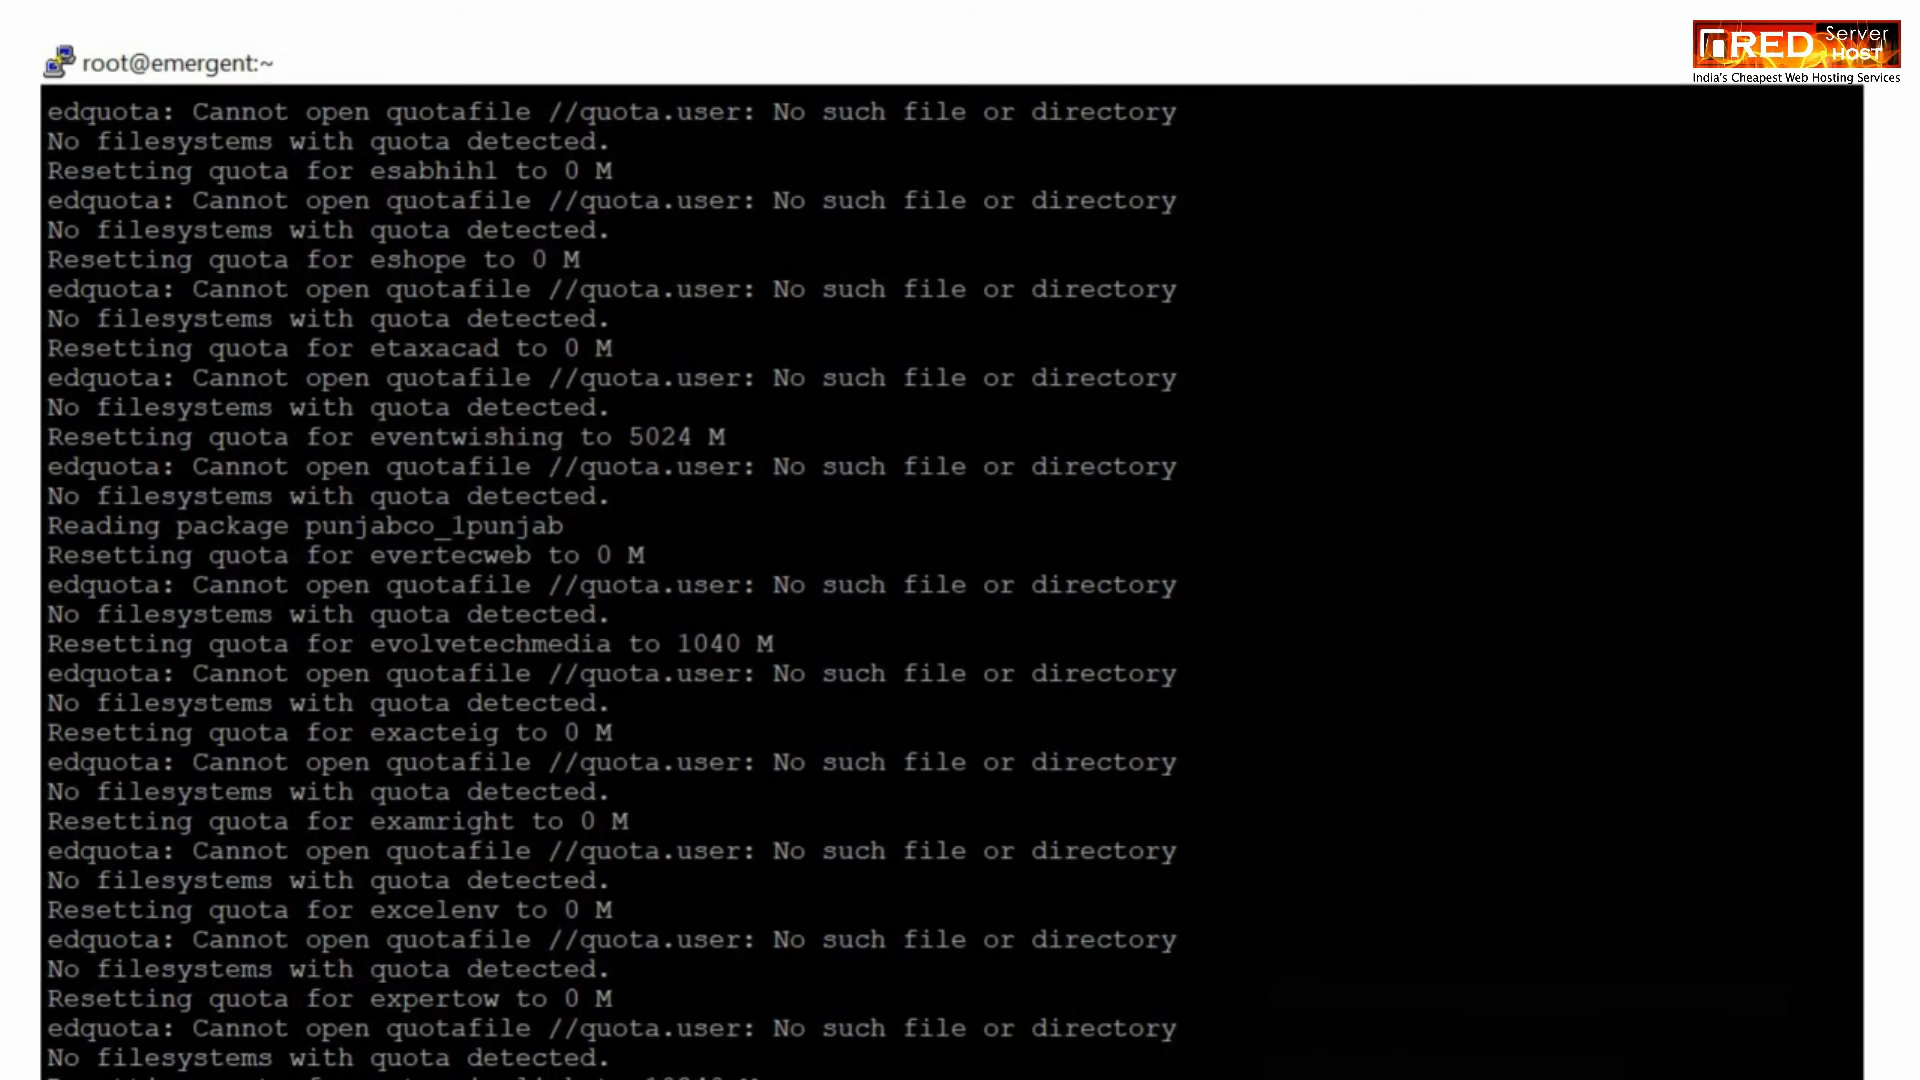 RED Server HOST
India's Cheapest Web Hosting Services
root@emergent:~
edquota: Cannot open quotafile //quota.user: No such file or directory
No filesystems with quota detected.
Resetting quota for esabhih1 to 0 M
edquota: Cannot open quotafile //quota.user: No such file or directory
No filesystems with quota detected.
Resetting quota for eshope to 0 M
edquota: Cannot open quotafile //quota.user: No such file or directory
No filesystems with quota detected.
Resetting quota for etaxacad to 0 M
edquota: Cannot open quotafile //quota.user: No such file or directory
No filesystems with quota detected.
Resetting quota for eventwishing to 5024 M
edquota: Cannot open quotafile //quota.user: No such file or directory
No filesystems with quota detected.
Reading package punjabco_1punjab
Resetting quota for evertecweb to 0 M
edquota: Cannot open quotafile //quota.user: No such file or directory
No filesystems with quota detected.
Resetting quota for evolvetechmedia to 1040 M
edquota: Cannot open quotafile //quota.user: No such file or directory
No filesystems with quota detected.
Resetting quota for exacteig to 0 M
edquota: Cannot open quotafile //quota.user: No such file or directory
No filesystems with quota detected.
Resetting quota for examright to 0 M
edquota: Cannot open quotafile //quota.user: No such file or directory
No filesystems with quota detected.
Resetting quota for excelenv to 0 M
edquota: Cannot open quotafile //quota.user: No such file or directory
No filesystems with quota detected.
Resetting quota for expertow to 0 M
edquota: Cannot open quotafile //quota.user: No such file or directory
No filesystems with quota detected.